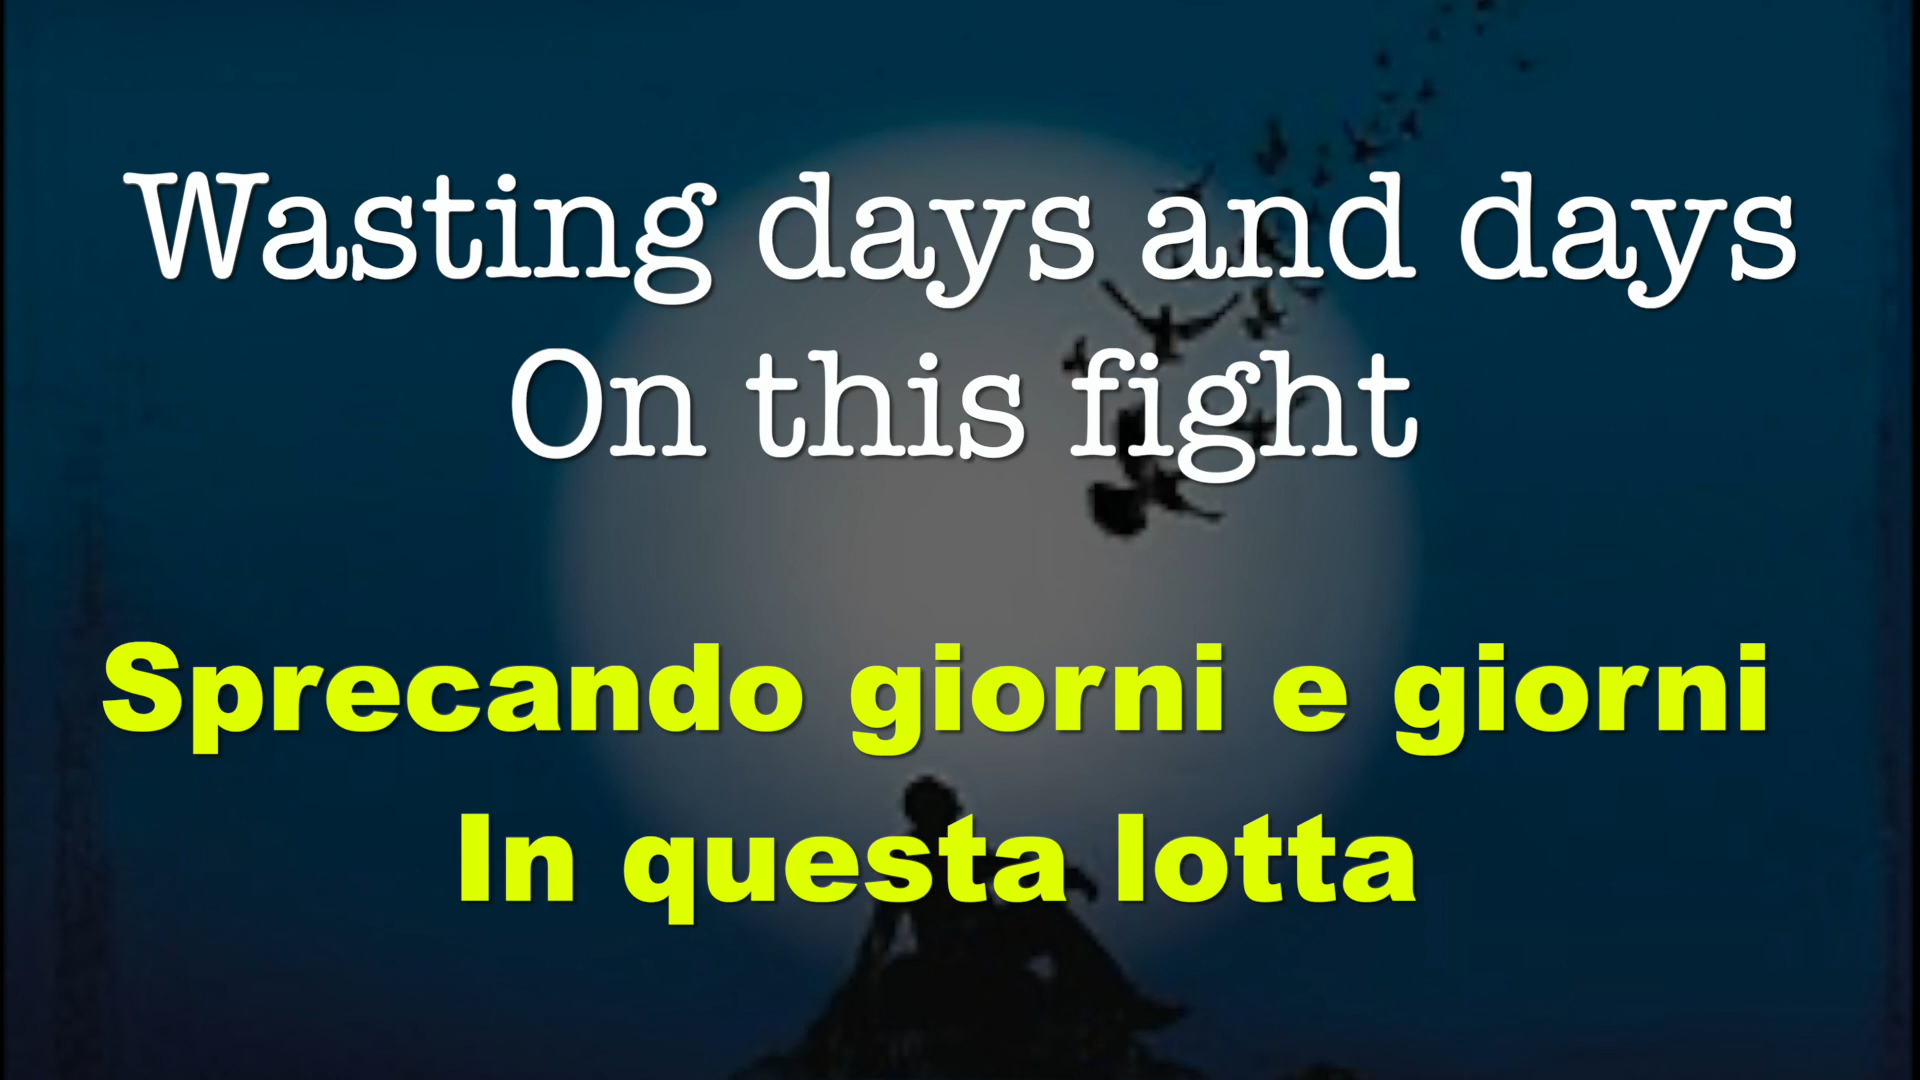 Wasting days and days
On this fight
Sprecando giorni e giorni
In questa lotta